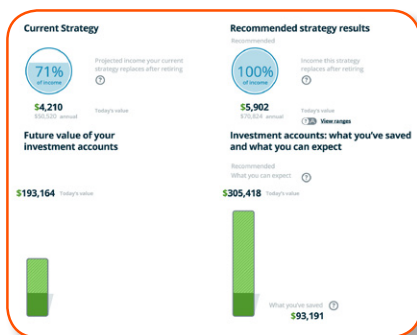 Current Strategy
71%
of income
Projected income your current
strategy replaces after retiring
?
$4,210
Today's value
$50,520 annual
Future value of your
investment accounts
$193,164 Today's value
Recommended strategy results
Recommended
100%
of income
Income this strategy
replaces after retiring
?
$5,902
Today's value
$70,824 annual
View ranges
Investment accounts: what you've saved
and what you can expect
Recommended
What you can expect ?
$305,418 Today's value
What you've saved ?
$93,191